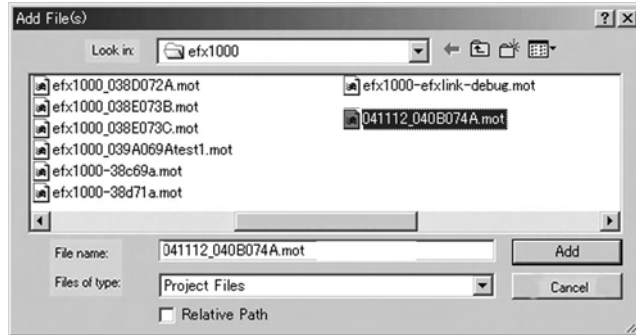 Add File(s)
Look in:
efx1000
efx1000_038D072A.mot
efx1000_038E073B.mot
efx1000_038E073C.mot
efx1000_039A069Atest1.mot
efx1000-38c69a.mot
efx1000-38d71a.mot
efx1000-efxlink-debug.mot
041112_040B074A.mot
File name:
041112_040B074A.mot
Add
Files of type:
Project Files
Cancel
Relative Path